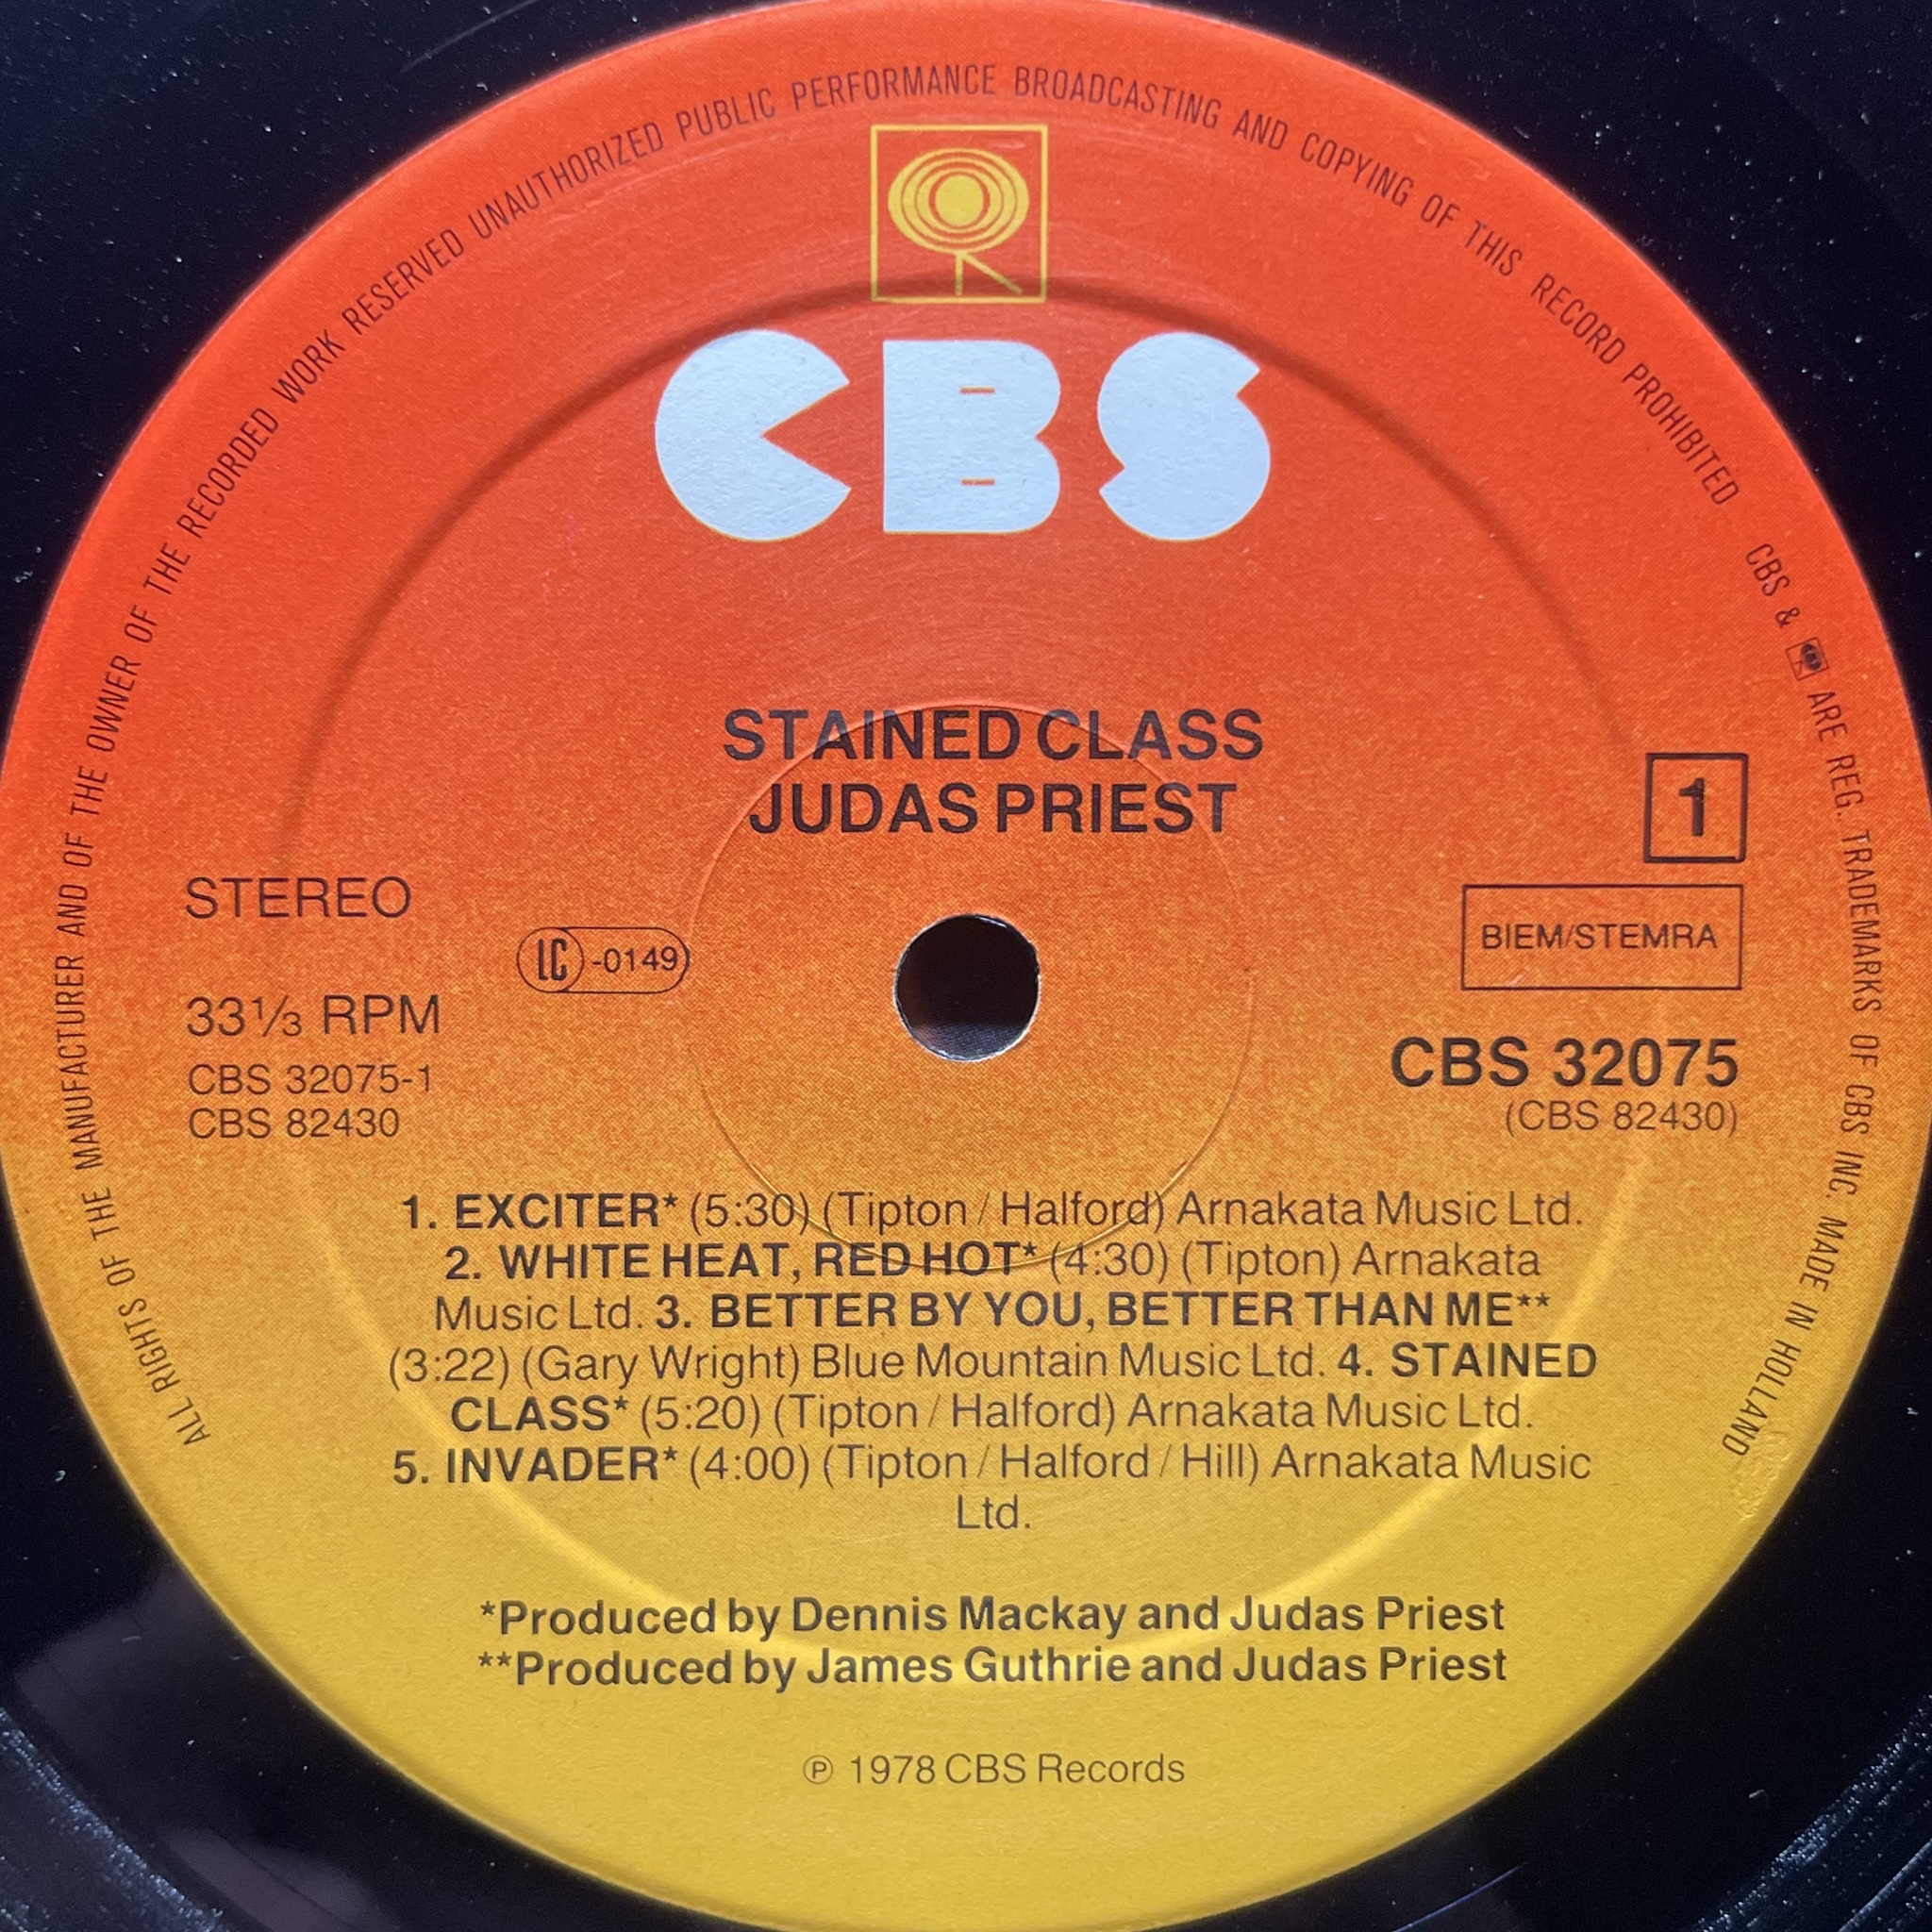 ALL RIGHTS OF THE MANUFACTURER AND OF THE OWNER OF THE RECORDED WORK RESERVED UNAUTHORIZED PUBLIC PERFORMANCE BROADCASTING AND COPYING OF THIS RECORD PROHIBITED CBS & ARE REG. TRADEMARKS OF CBS INC. MADE IN HOLLAND
CBS
STAINED CLASS
JUDAS PRIEST
1
STEREO
BIEM/STEMRA
LC-0149
33⅓ RPM
CBS 32075-1
CBS 82430
CBS 32075
(CBS 82430)
1. EXCITER* (5:30) (Tipton / Halford) Arnakata Music Ltd.
2. WHITE HEAT, RED HOT* (4:30) (Tipton) Arnakata
Music Ltd. 3. BETTER BY YOU, BETTER THAN ME**
(3:22) (Gary Wright) Blue Mountain Music Ltd. 4. STAINED
CLASS* (5:20) (Tipton / Halford) Arnakata Music Ltd.
5. INVADER* (4:00) (Tipton / Halford / Hill) Arnakata Music
Ltd.
*Produced by Dennis Mackay and Judas Priest
**Produced by James Guthrie and Judas Priest
℗ 1978 CBS Records